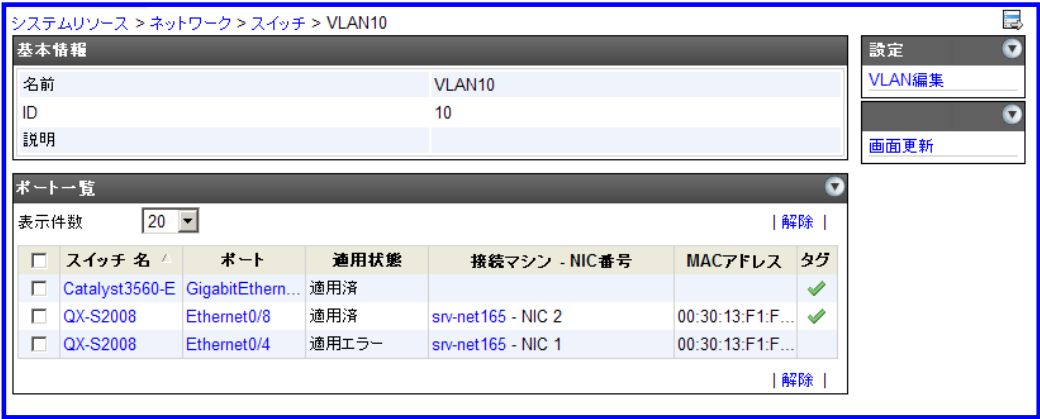 システムリソース > ネットワーク > スイッチ > VLAN10
基本情報
名前 VLAN10
ID 10
説明
設定
VLAN編集
画面更新
ポート一覧
表示件数 20
| 解除 |
スイッチ 名 ポート 適用状態 接続マシン - NIC番号 MACアドレス タグ
Catalyst3560-E GigabitEthern... 適用済
QX-S2008 Ethernet0/8 適用済 srv-net165 - NIC 2 00:30:13:F1:F...
QX-S2008 Ethernet0/4 適用エラー srv-net165 - NIC 1 00:30:13:F1:F...
| 解除 |